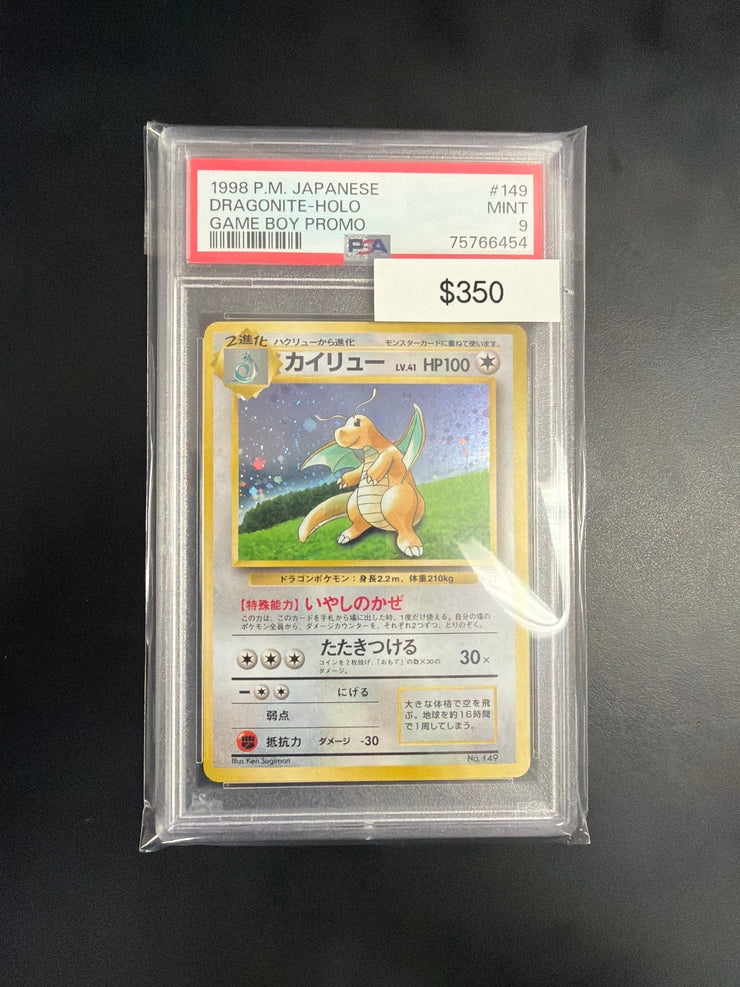 1998 P.M. JAPANESE #149
DRAGONITE-HOLO MINT
GAME BOY PROMO 9
PSA 75766454
$350
2進化 ハクリューから進化 モンスターカードに重ねて使います。
カイリュー LV.41 HP100
ドラゴンポケモン：身長2.2m、体重210kg
【特殊能力】いやしのかぜ
この力は、このカードを手札から場に出した時、1度だけ使える。自分の場の
ポケモン全員から、ダメージカウンターを、それぞれ2つずつ、とりのぞく。
たたきつける 30×
コインを2枚投げ、「おもて」の数×30の
ダメージ。
にげる
弱点
抵抗力 ダメージ -30
大きな体格で空を飛
ぶ。地球を約16時間
で1周してしまう。
Illus. Ken Sugimori No. 149